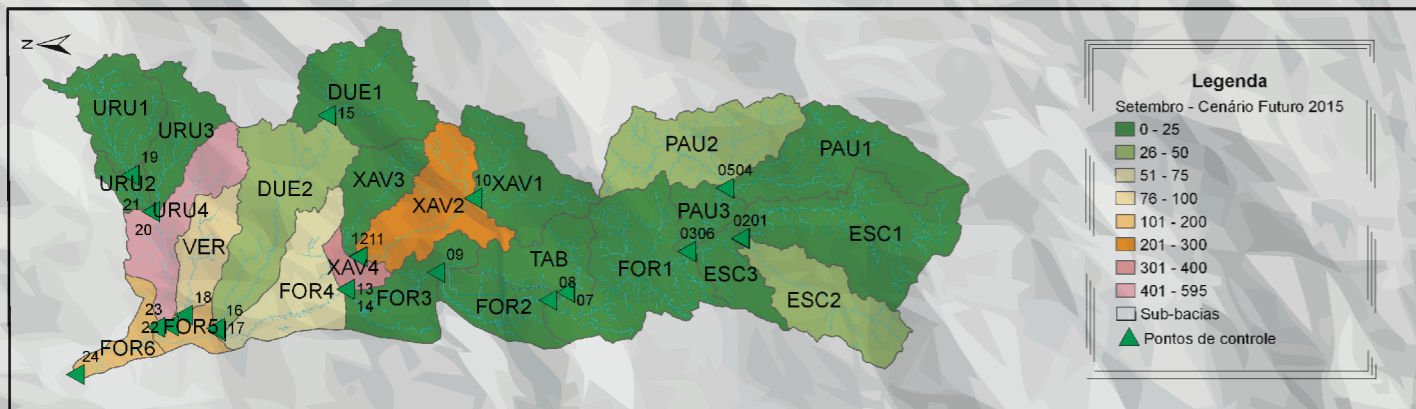 N
URU1
URU3
DUE1
15
19
URU2
21
URU4
20
DUE2
VER
XAV3
10
XAV1
XAV2
PAU2
PAU1
0504
PAU3
0201
0306
ESC1
1211
XAV4
09
TAB
FOR1
ESC3
08
07
ESC2
FOR4
13
14
FOR3
FOR2
23
18
16
22
FOR5
17
FOR6
24
Legenda
Setembro - Cenário Futuro 2015
0 - 25
26 - 50
51 - 75
76 - 100
101 - 200
201 - 300
301 - 400
401 - 595
Sub-bacias
Pontos de controle